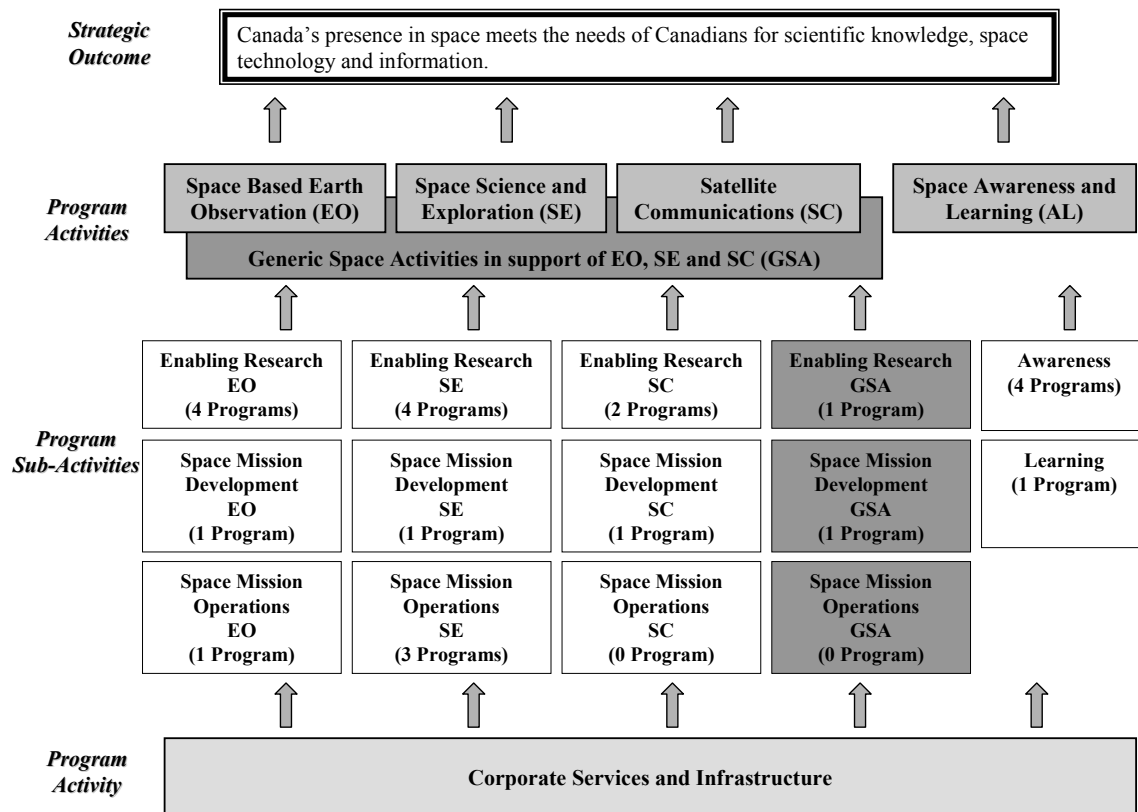 Strategic
Outcome
Canada's presence in space meets the needs of Canadians for scientific knowledge, space
technology and information.
Program
Activities
Space Based Earth
Observation (EO)
Space Science and
Exploration (SE)
Satellite
Communications (SC)
Space Awareness and
Learning (AL)
Generic Space Activities in support of EO, SE and SC (GSA)
Program
Sub-Activities
Enabling Research
EO
(4 Programs)
Enabling Research
SE
(4 Programs)
Enabling Research
SC
(2 Programs)
Enabling Research
GSA
(1 Program)
Awareness
(4 Programs)
Space Mission
Development
EO
(1 Program)
Space Mission
Development
SE
(1 Program)
Space Mission
Development
SC
(1 Program)
Space Mission
Development
GSA
(1 Program)
Learning
(1 Program)
Space Mission
Operations
EO
(1 Program)
Space Mission
Operations
SE
(3 Programs)
Space Mission
Operations
SC
(0 Program)
Space Mission
Operations
GSA
(0 Program)
Program
Activity
Corporate Services and Infrastructure